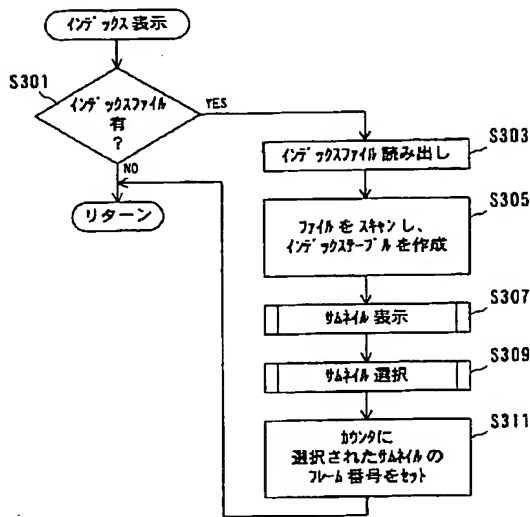 インデックス 表示
S301
インデックスファイル
有
?
YES
NO
リターン
S303
インデックスファイル 読み出し
S305
ファイルをスキャンし、
インデックステーブルを作成
S307
サムネイル 表示
S309
サムネイル 選択
S311
カウンタに
選択されたサムネイルの
フレーム番号をセット